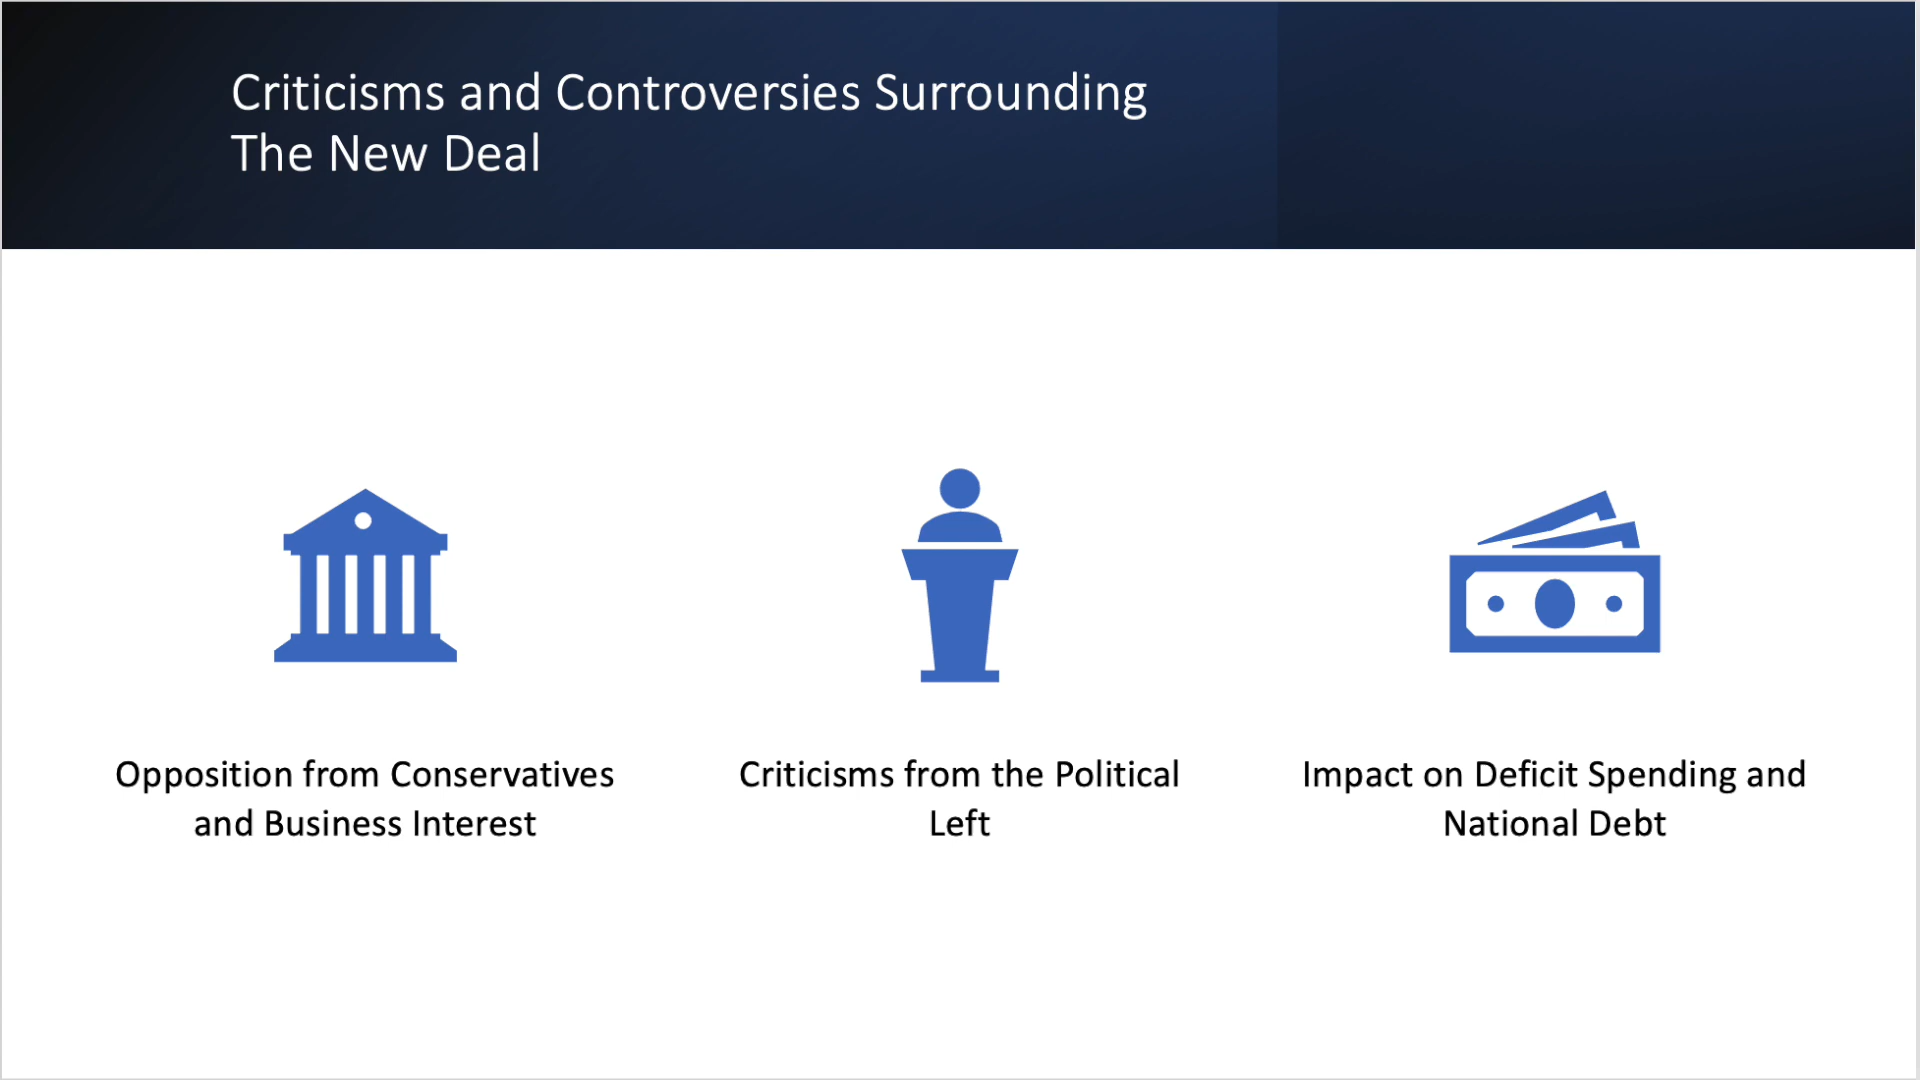 Criticisms and Controversies Surrounding
The New Deal
Opposition from Conservatives
and Business Interest
Criticisms from the Political
Left
Impact on Deficit Spending and
National Debt